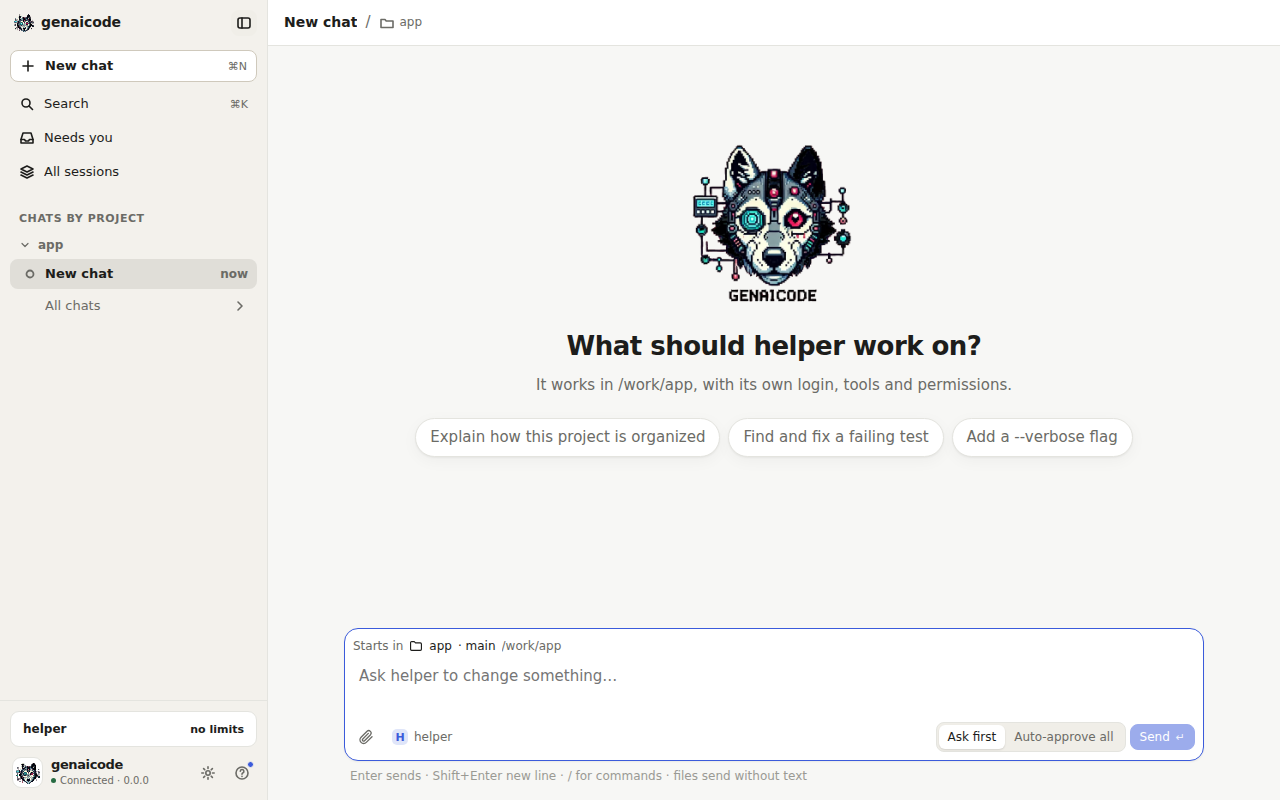 genaicode
New chat ⌘N
Search ⌘K
Needs you
All sessions
CHATS BY PROJECT
app
New chat now
All chats
helper no limits
genaicode
Connected · 0.0.0
New chat / app
GENAICODE
What should helper work on?
It works in /work/app, with its own login, tools and permissions.
Explain how this project is organized
Find and fix a failing test
Add a --verbose flag
Starts in app · main /work/app
Ask helper to change something...
H helper
Ask first Auto-approve all Send ↵
Enter sends · Shift+Enter new line · / for commands · files send without text